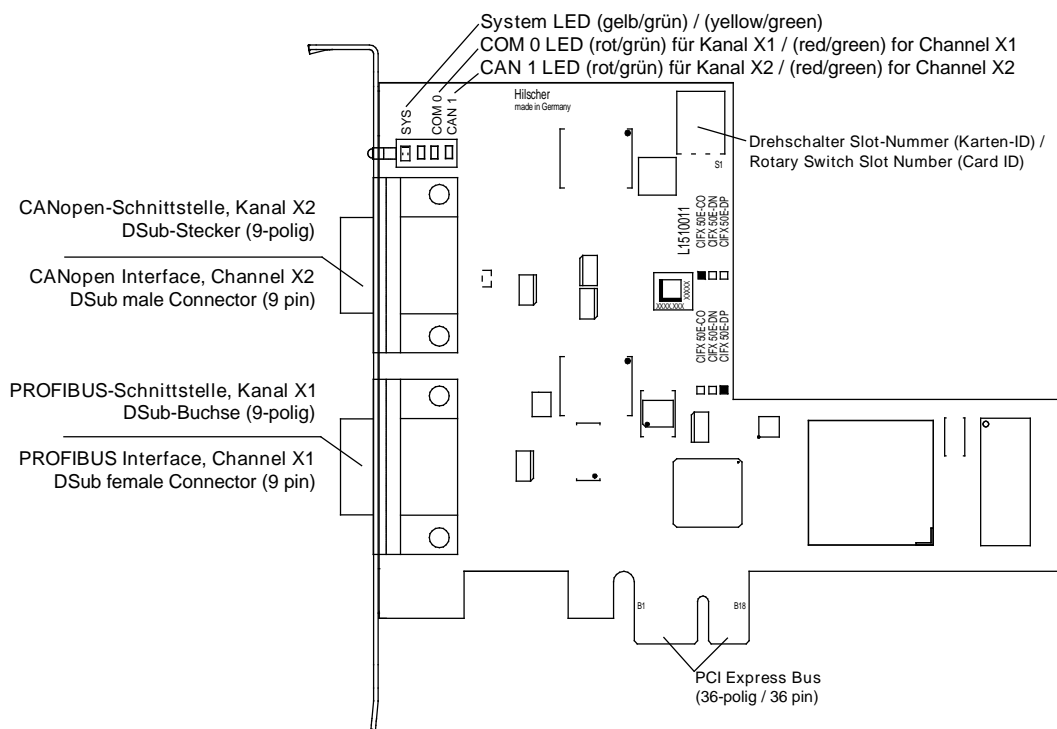 System LED (gelb/grün) / (yellow/green)
COM 0 LED (rot/grün) für Kanal X1 / (red/green) for Channel X1
CAN 1 LED (rot/grün) für Kanal X2 / (red/green) for Channel X2
SYS
COM 0
CAN 1
Hilscher
made in Germany
Drehschalter Slot-Nummer (Karten-ID) /
Rotary Switch Slot Number (Card ID)
S1
CANopen-Schnittstelle, Kanal X2
DSub-Stecker (9-polig)
CANopen Interface, Channel X2
DSub male Connector (9 pin)
L1510011
CIFX 50E-CO
CIFX 50E-DN
CIFX 50E-DP
XXXXX
XXXX.XXX
CIFX 50E-CO
CIFX 50E-DN
CIFX 50E-DP
PROFIBUS-Schnittstelle, Kanal X1
DSub-Buchse (9-polig)
PROFIBUS Interface, Channel X1
DSub female Connector (9 pin)
B1
B18
PCI Express Bus
(36-polig / 36 pin)